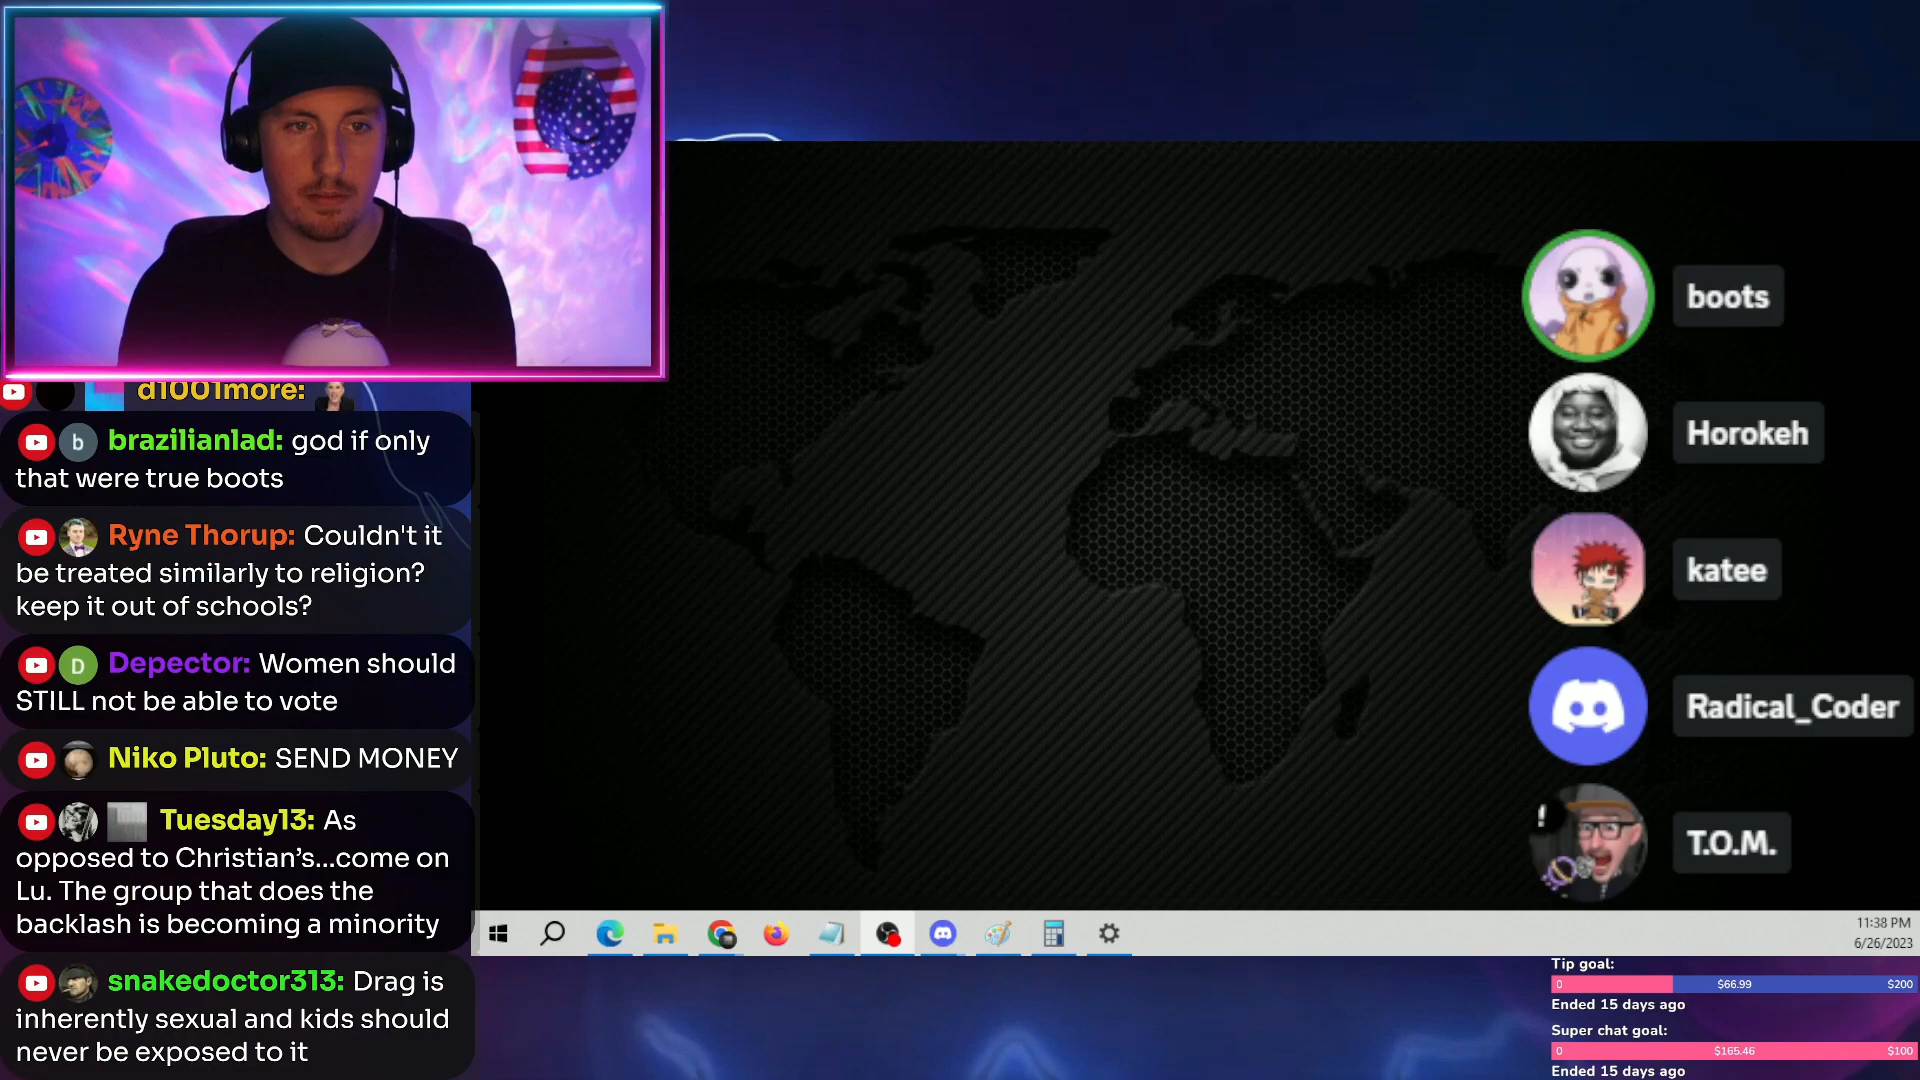 d1001more:
b brazilianlad: god if only
that were true boots
Ryne Thorup: Couldn't it
be treated similarly to religion?
keep it out of schools?
D Depector: Women should
STILL not be able to vote
Niko Pluto: SEND MONEY
Tuesday13: As
opposed to Christian’s...come on
Lu. The group that does the
backlash is becoming a minority
snakedoctor313: Drag is
inherently sexual and kids should
never be exposed to it
boots
Horokeh
katee
Radical_Coder
! T.O.M.
11:38 PM
6/26/2023
Tip goal:
0 $66.99 $200
Ended 15 days ago
Super chat goal:
0 $165.46 $100
Ended 15 days ago